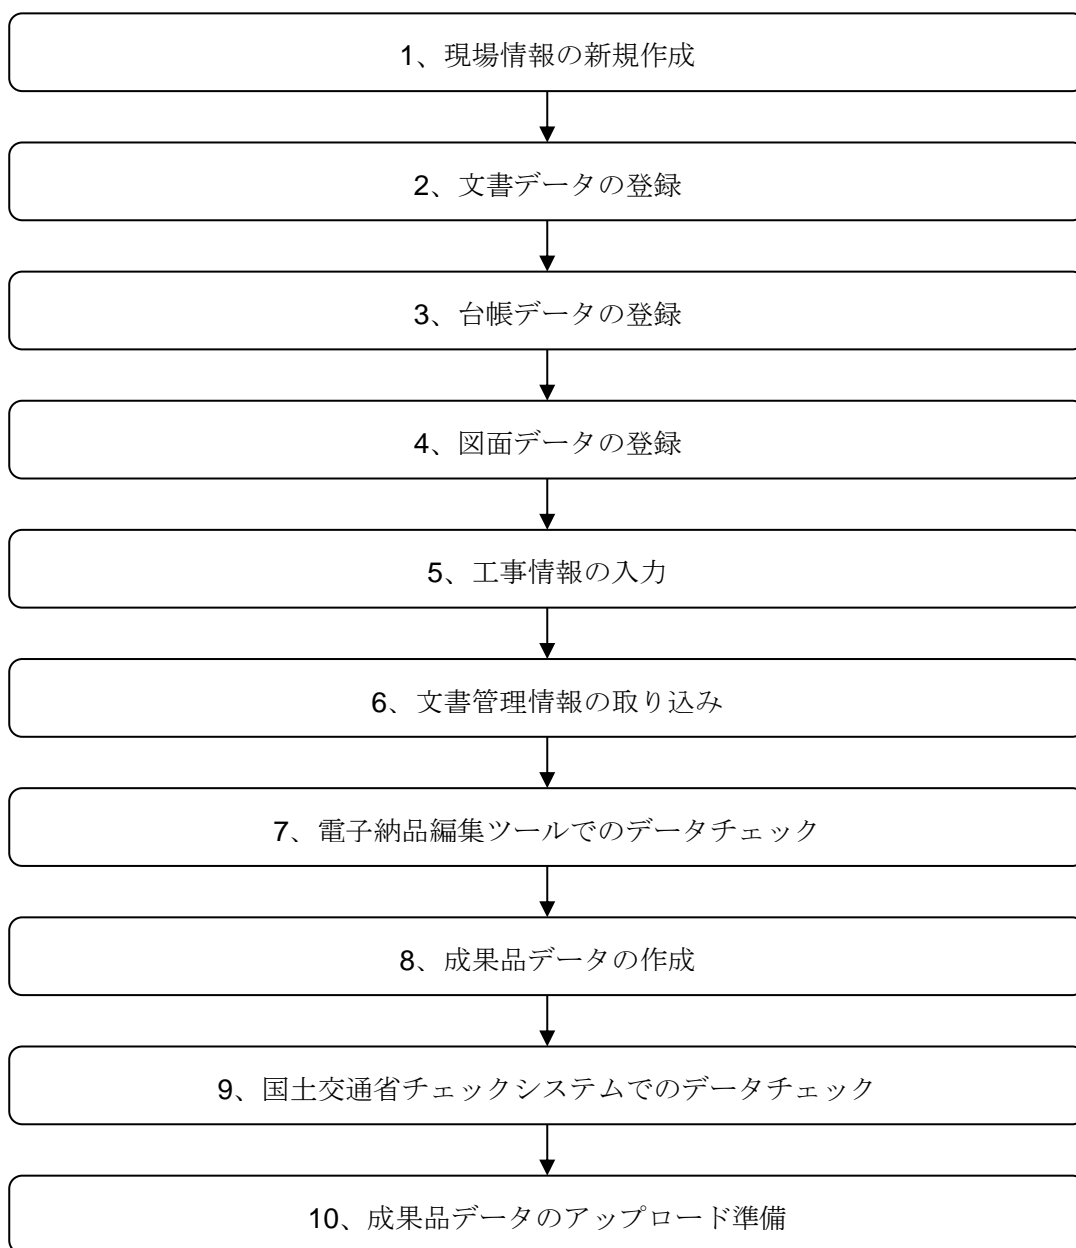 1、現場情報の新規作成
2、文書データの登録
3、台帳データの登録
4、図面データの登録
5、工事情報の入力
6、文書管理情報の取り込み
7、電子納品編集ツールでのデータチェック
8、成果品データの作成
9、国土交通省チェックシステムでのデータチェック
10、成果品データのアップロード準備